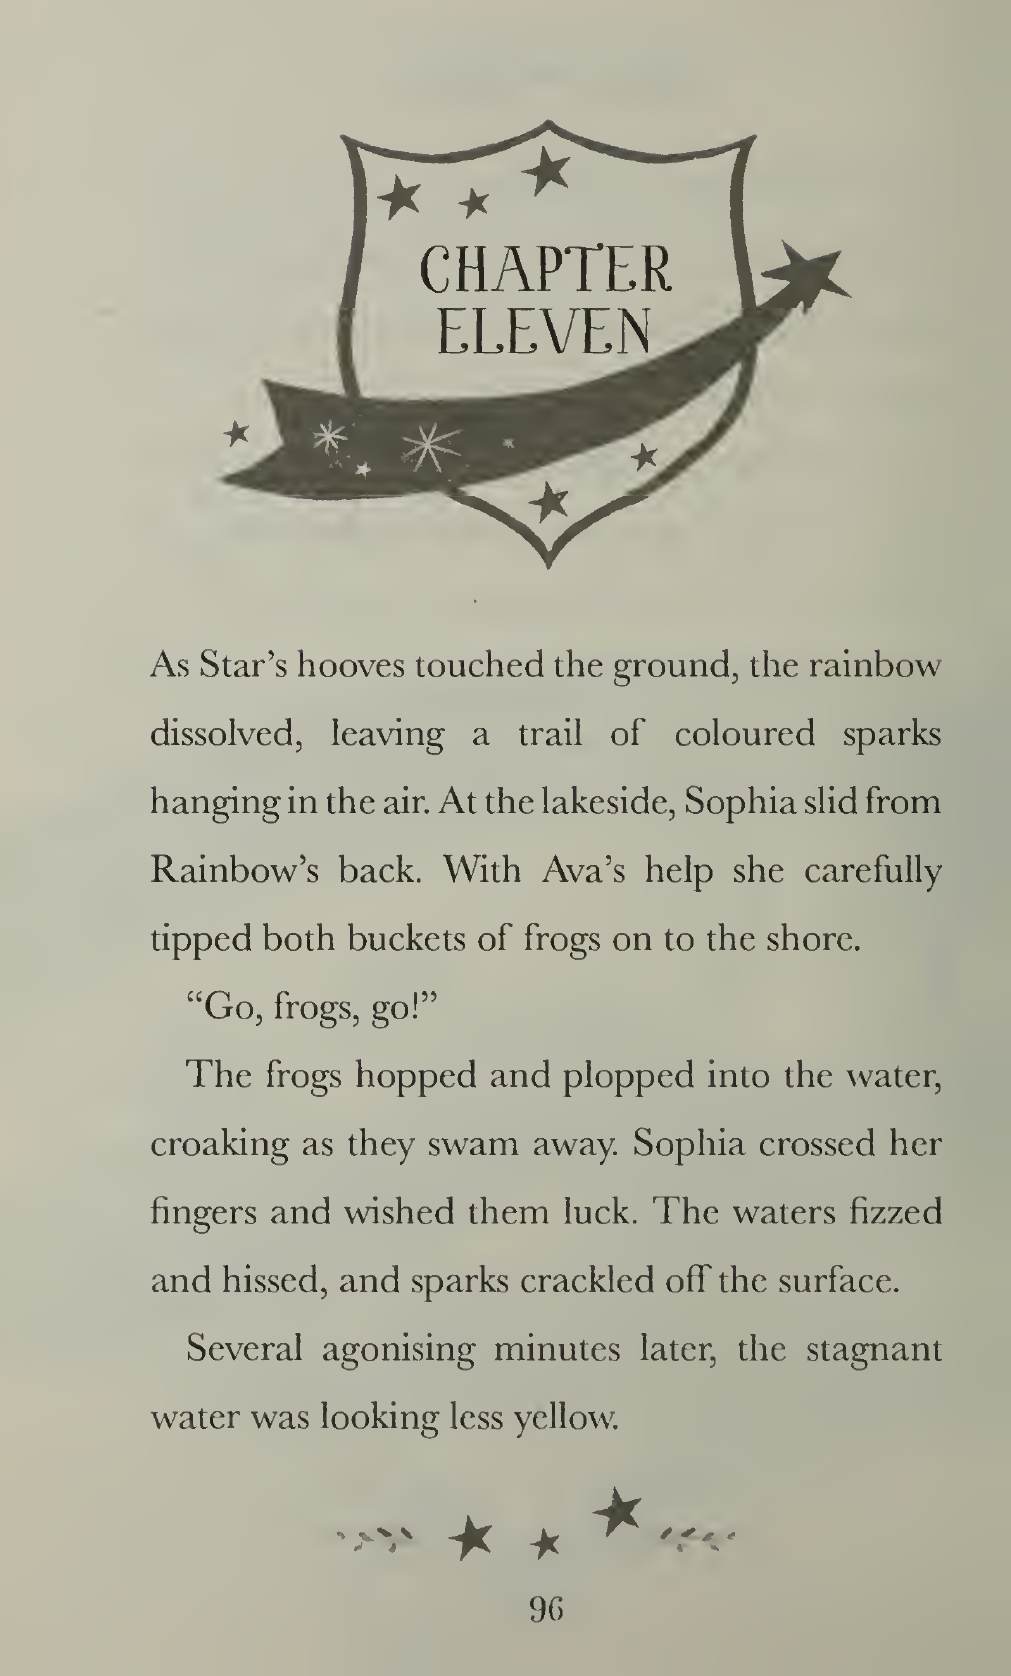 CHAPTER
ELEVEN
As Star’s hooves touched the ground, the rainbow
dissolved, leaving a trail of coloured sparks
hanging in the air. At the lakeside, Sophia slid from
Rainbow’s back. With Ava’s help she carefully
tipped both buckets of frogs on to the shore.
“Go, frogs, go!”
The frogs hopped and plopped into the water,
croaking as they swam away. Sophia crossed her
fingers and wished them luck. The waters fizzed
and hissed, and sparks crackled off the surface.
Several agonising minutes later, the stagnant
water was looking less yellow.
96